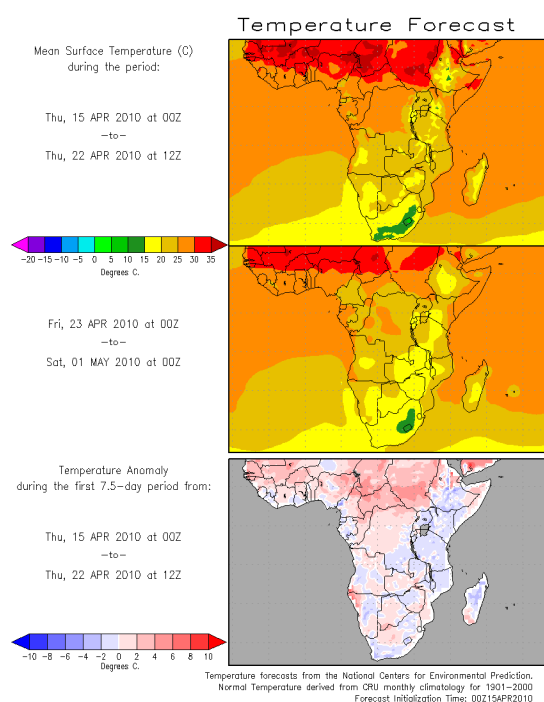 Temperature Forecast
Mean Surface Temperature (C)
during the period:
Thu, 15 APR 2010 at 00Z
-to-
Thu, 22 APR 2010 at 12Z
-20 -15 -10 -5 0 5 10 15 20 25 30 35
Degrees C.
Fri, 23 APR 2010 at 00Z
-to-
Sat, 01 MAY 2010 at 00Z
Temperature Anomaly
during the first 7.5-day period from:
Thu, 15 APR 2010 at 00Z
-to-
Thu, 22 APR 2010 at 12Z
-10 -8 -6 -4 -2 0 2 4 6 8 10
Degrees C.
Temperature forecasts from the National Centers for Environmental Prediction.
Normal Temperature derived from CRU monthly climatology for 1901-2000
Forecast Initialization Time: 00Z15APR2010